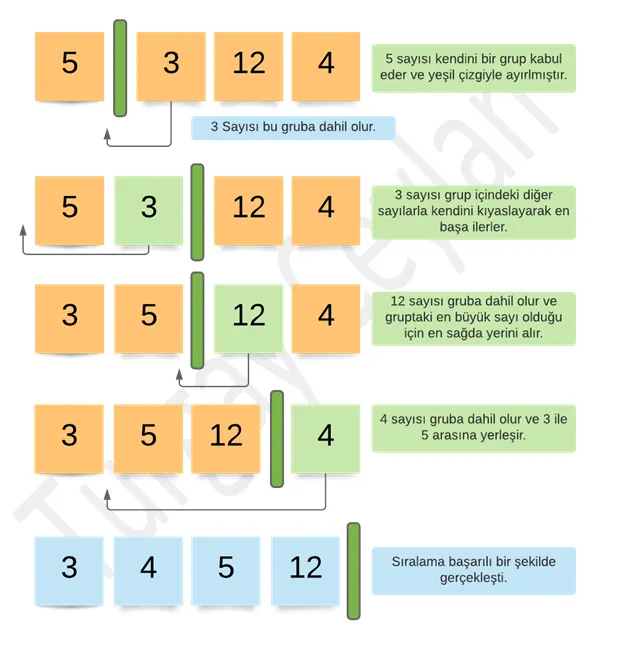 5 3 12 4
5 sayısı kendini bir grup kabul
eder ve yeşil çizgiyle ayırlmıştır.
3 Sayısı bu gruba dahil olur.
5 3 12 4
3 sayısı grup içindeki diğer
sayılarla kendini kıyaslayarak en
başa ilerler.
3 5 12 4
12 sayısı gruba dahil olur ve
gruptaki en büyük sayı olduğu
için en sağda yerini alır.
3 5 12 4
4 sayısı gruba dahil olur ve 3 ile
5 arasına yerleşir.
3 4 5 12
Sıralama başarılı bir şekilde
gerçekleşti.